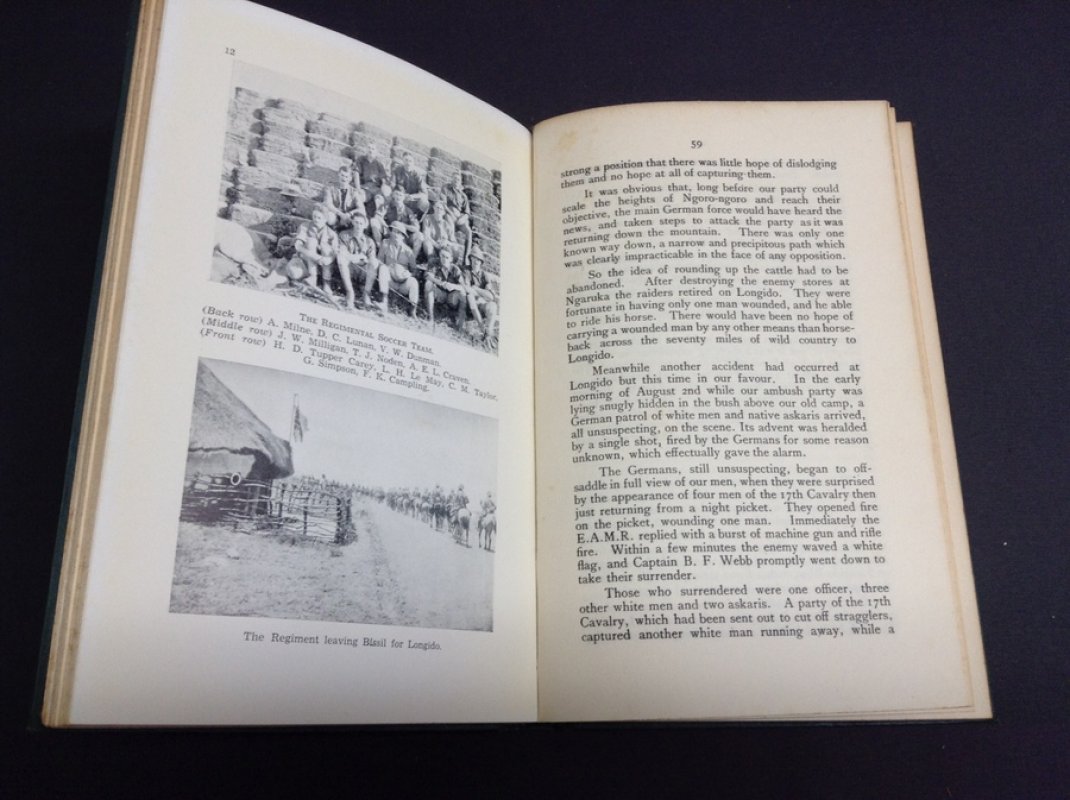 12
THE REGIMENTAL SOCCER TEAM.
(Back row) A. Milne, D. C. Lunan, V. W. Dunman.
(Middle row) J. W. Milligan, T. J. Noden, A. E. L. Craven.
(Front row) H. D. Tupper Carey, L. H. Le May, C. M. Taylor,
G. Simpson, F. K. Campling.
The Regiment leaving Bissil for Longido.
59
strong a position that there was little hope of dislodging
them and no hope at all of capturing them.
It was obvious that, long before our party could
scale the heights of Ngoro-ngoro and reach their
objective, the main German force would have heard the
news, and taken steps to attack the party as it was
returning down the mountain. There was only one
known way down, a narrow and precipitous path which
was clearly impracticable in the face of any opposition.
So the idea of rounding up the cattle had to be
abandoned. After destroying the enemy stores at
Ngaruka the raiders retired on Longido. They were
fortunate in having only one man wounded, and he able
to ride his horse. There would have been no hope of
carrying a wounded man by any other means than horse-
back across the seventy miles of wild country to
Longido.
Meanwhile another accident had occurred at
Longido but this time in our favour. In the early
morning of August 2nd while our ambush party was
lying snugly hidden in the bush above our old camp, a
German patrol of white men and native askaris arrived,
all unsuspecting, on the scene. Its advent was heralded
by a single shot, fired by the Germans for some reason
unknown, which effectually gave the alarm.
The Germans, still unsuspecting, began to off-
saddle in full view of our men, when they were surprised
by the appearance of four men of the 17th Cavalry then
just returning from a night picket. They opened fire
on the picket, wounding one man. Immediately the
E.A.M.R. replied with a burst of machine gun and rifle
fire. Within a few minutes the enemy waved a white
flag, and Captain B. F. Webb promptly went down to
take their surrender.
Those who surrendered were one officer, three
other white men and two askaris. A party of the 17th
Cavalry, which had been sent out to cut off stragglers,
captured another white man running away, while a